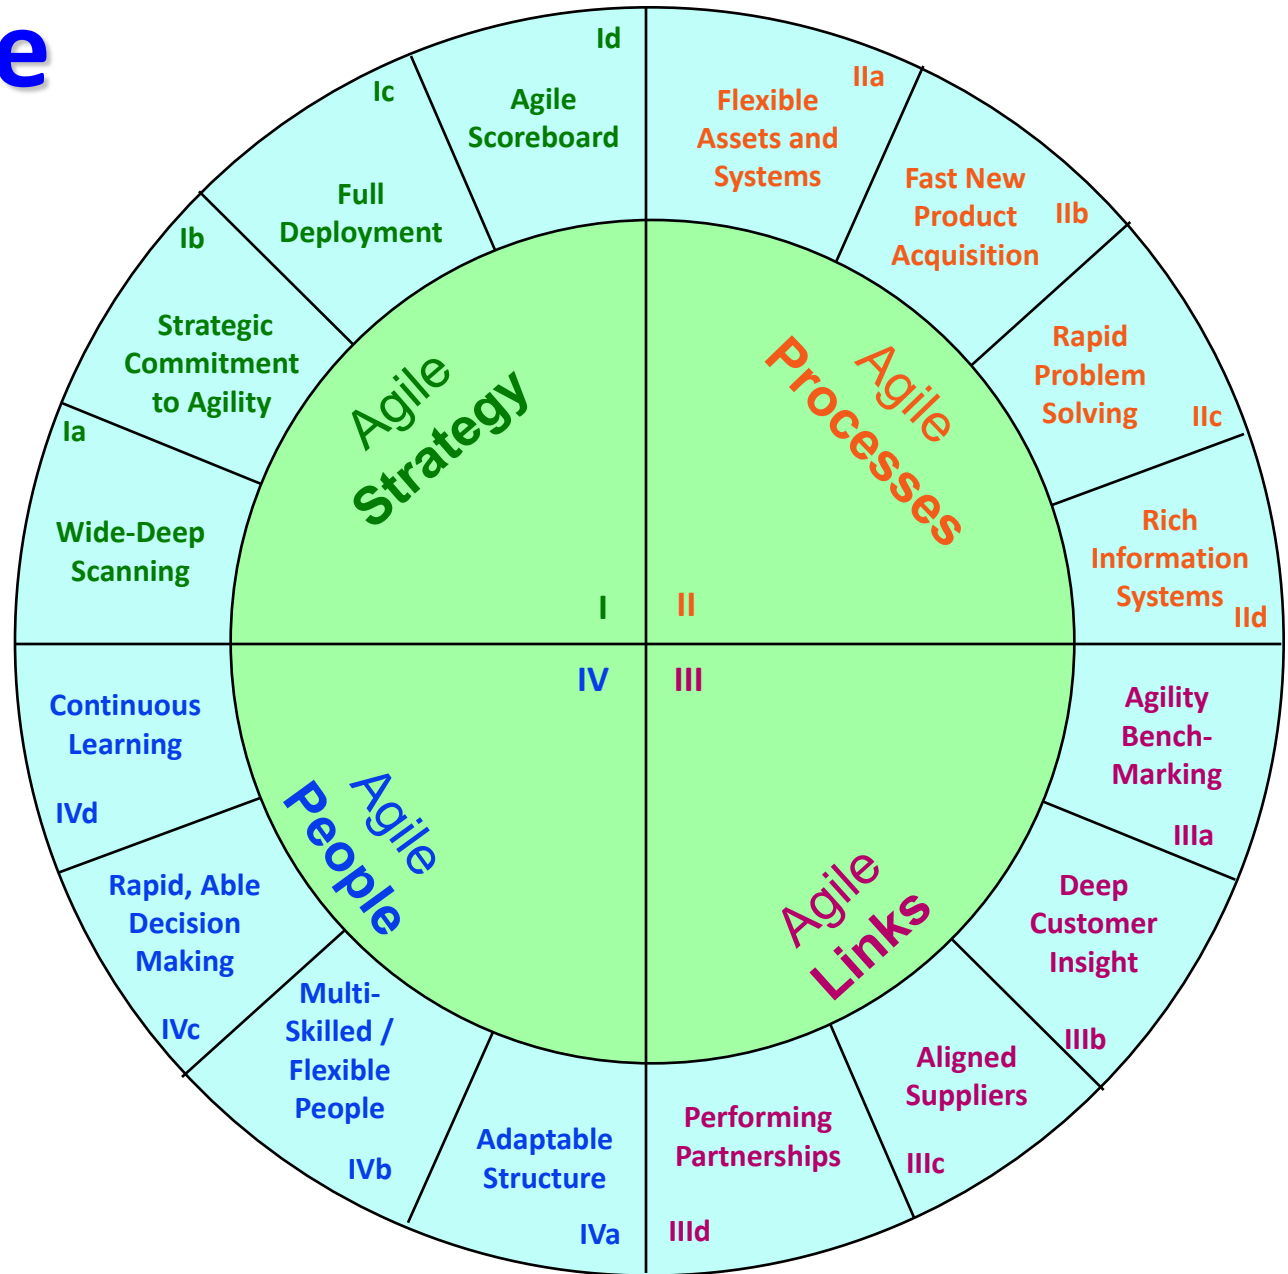 e
Ia
Wide-Deep
Scanning
Ib
Strategic
Commitment
to Agility
Ic
Full
Deployment
Id
Agile
Scoreboard
IIa
Flexible
Assets and
Systems
Fast New
Product
Acquisition
IIb
Rapid
Problem
Solving
IIc
Rich
Information
Systems
IId
Agile
Strategy
I
Agile
Processes
II
IV
III
Agile
People
Agile
Links
Agility
Bench-
Marking
IIIa
Deep
Customer
Insight
IIIb
Aligned
Suppliers
IIIc
Performing
Partnerships
IIId
Adaptable
Structure
IVa
Multi-
Skilled /
Flexible
People
IVb
Rapid, Able
Decision
Making
IVc
Continuous
Learning
IVd